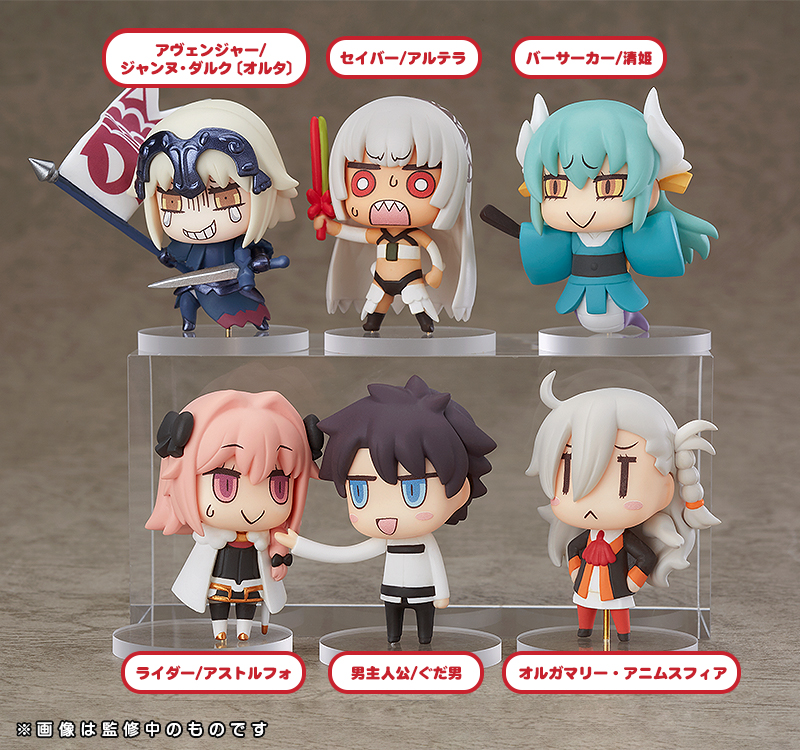 アヴェンジャー/
ジャンヌ・ダルク〔オルタ〕
セイバー/アルテラ
バーサーカー/清姫
ライダー/アストルフォ
男主人公/ぐだ男
オルガマリー・アニムスフィア
※画像は監修中のものです